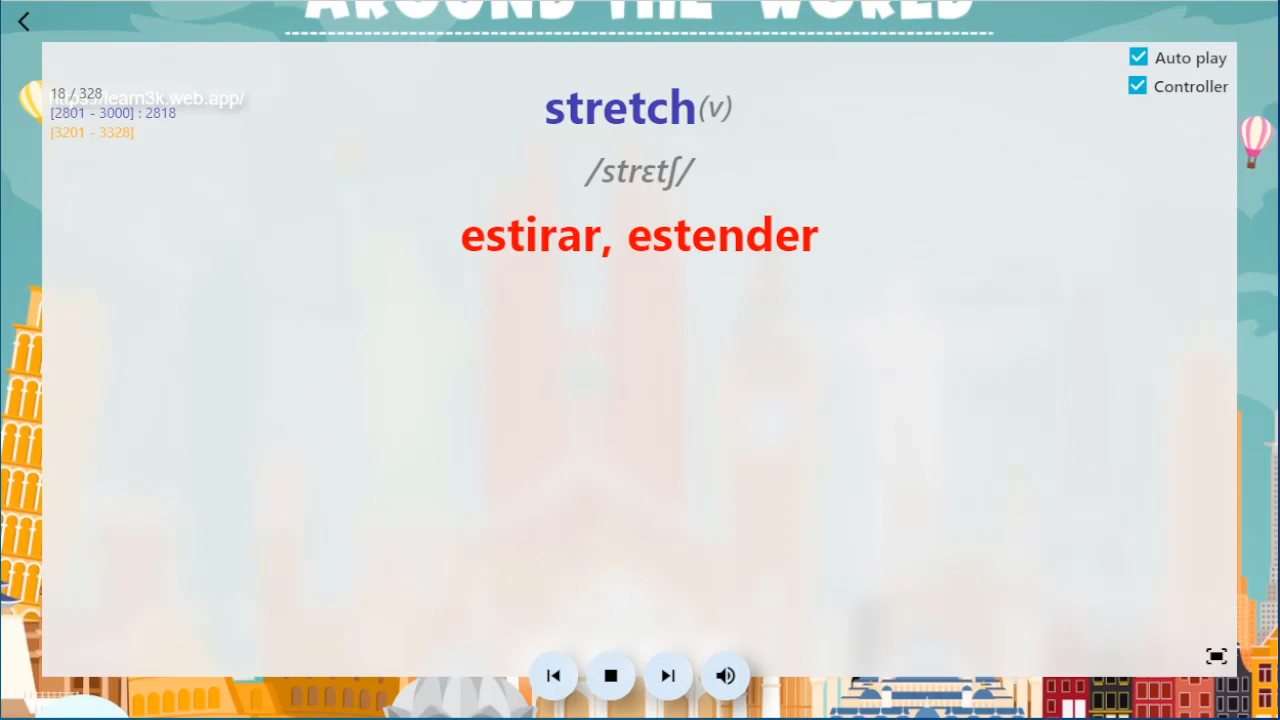 AROUND THE WORLD
Auto play
Controller
18 / 328
https://learn3k.web.app/
[2801 - 3000] : 2818
[3201 - 3328]
stretch(v)
/strɛtʃ/
estirar, estender